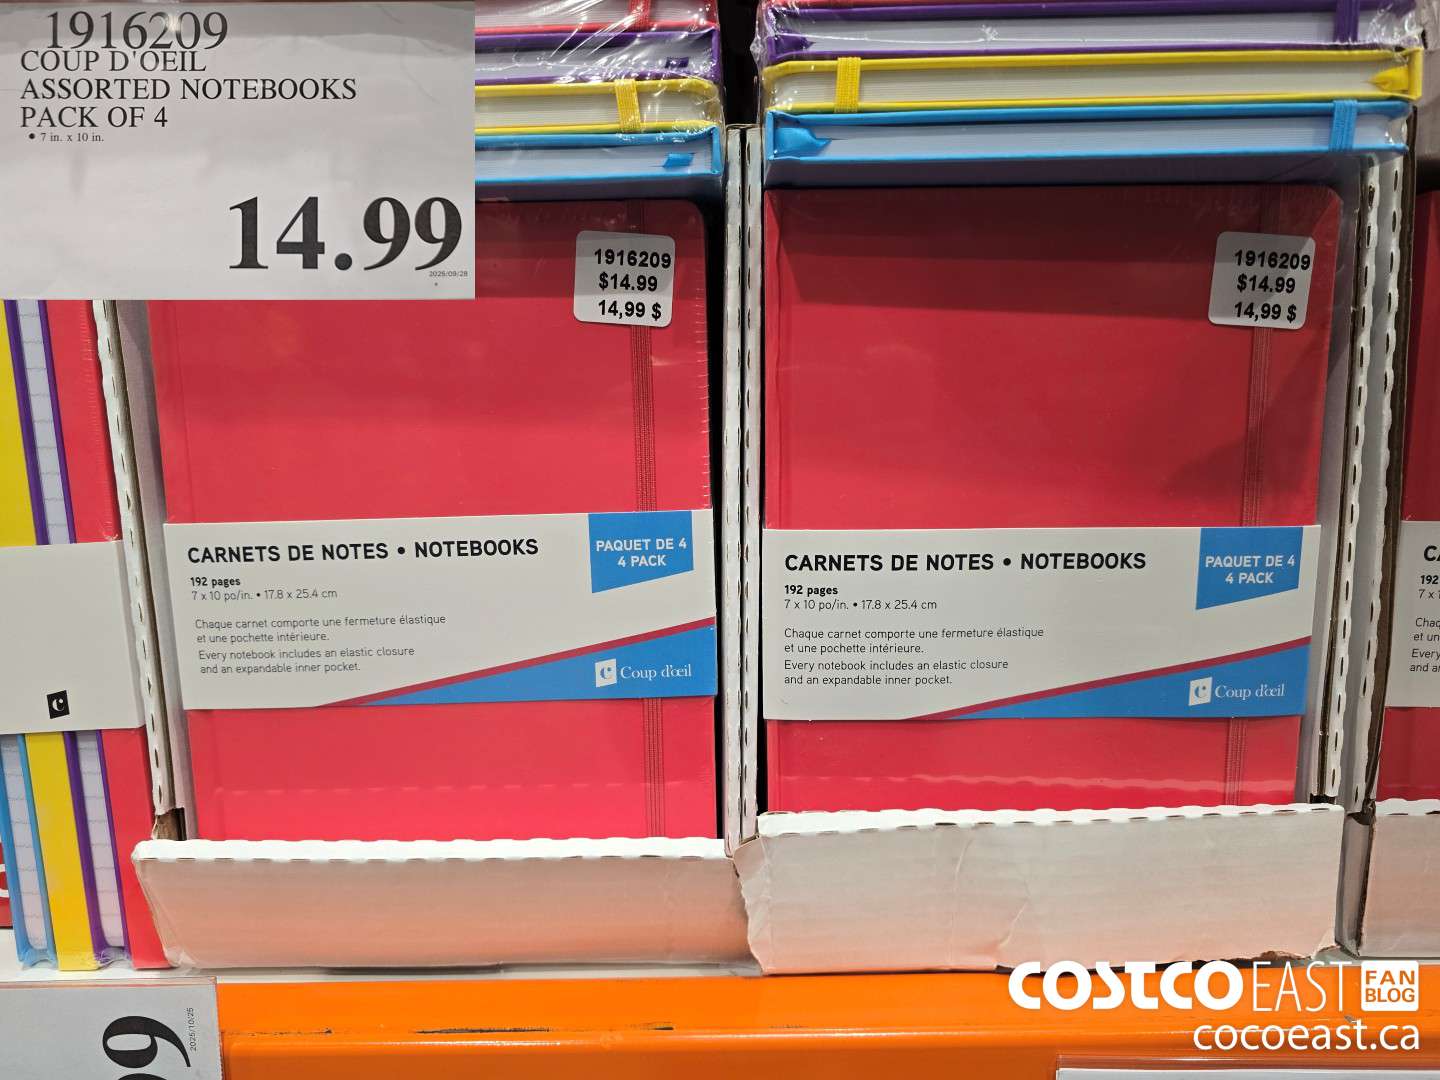 1916209
COUP D'OEIL
ASSORTED NOTEBOOKS
PACK OF 4
• 7 in. x 10 in.
14.99
2025/09/28
1916209
$14.99
14,99 $
1916209
$14.99
14,99 $
CARNETS DE NOTES • NOTEBOOKS
192 pages
7 x 10 po/in. • 17.8 x 25.4 cm
Chaque carnet comporte une fermeture élastique
et une pochette intérieure.
Every notebook includes an elastic closure
and an expandable inner pocket.
PAQUET DE 4
4 PACK
Coup d'œil
CARNETS DE NOTES • NOTEBOOKS
192 pages
7 x 10 po/in. • 17.8 x 25.4 cm
Chaque carnet comporte une fermeture élastique
et une pochette intérieure.
Every notebook includes an elastic closure
and an expandable inner pocket.
PAQUET DE 4
4 PACK
Coup d'œil
192
7 x
et un
Every
and
2025/10/25
COSTCO EAST FAN BLOG
cocoeast.ca